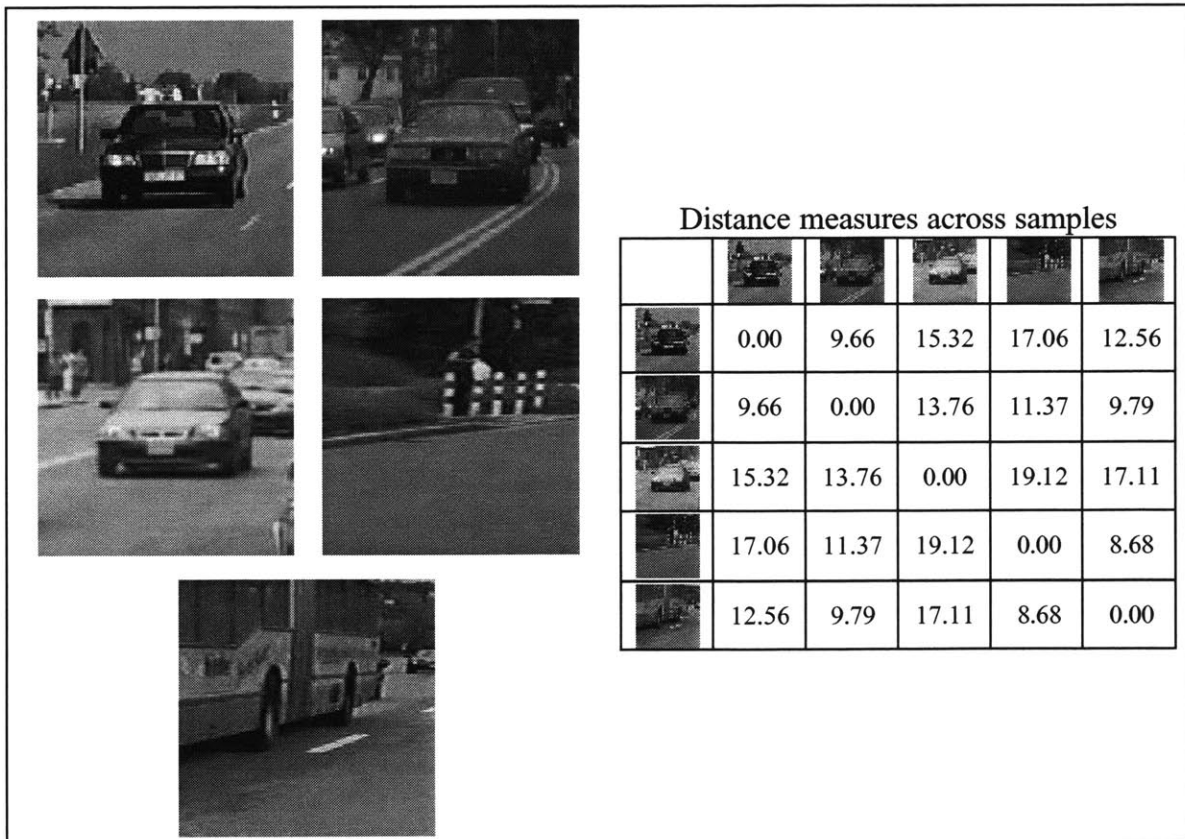 Distance measures across samples
0.00 9.66 15.32 17.06 12.56
9.66 0.00 13.76 11.37 9.79
15.32 13.76 0.00 19.12 17.11
17.06 11.37 19.12 0.00 8.68
12.56 9.79 17.11 8.68 0.00